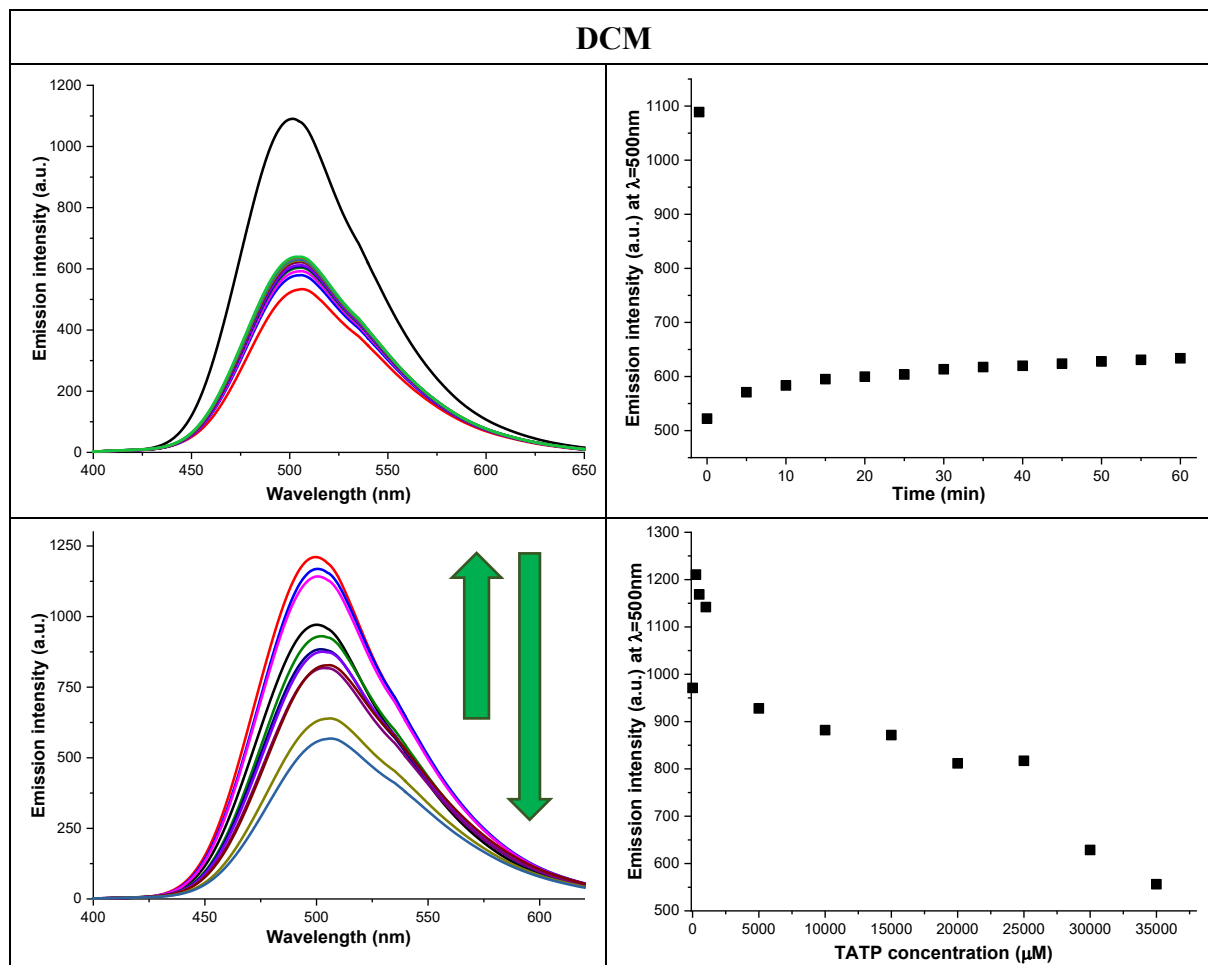 DCM
1200
1000
800
600
400
200
0
400 450 500 550 600 650
Wavelength (nm)
Emission intensity (a.u.)
1100
1000
900
800
700
600
500
0 10 20 30 40 50 60
Time (min)
Emission intensity (a.u.) at λ=500nm
1250
1000
750
500
250
0
400 450 500 550 600
Wavelength (nm)
Emission intensity (a.u.)
1300
1200
1100
1000
900
800
700
600
500
0 5000 10000 15000 20000 25000 30000 35000
TATP concentration (μM)
Emission intensity (a.u.) at λ=500nm